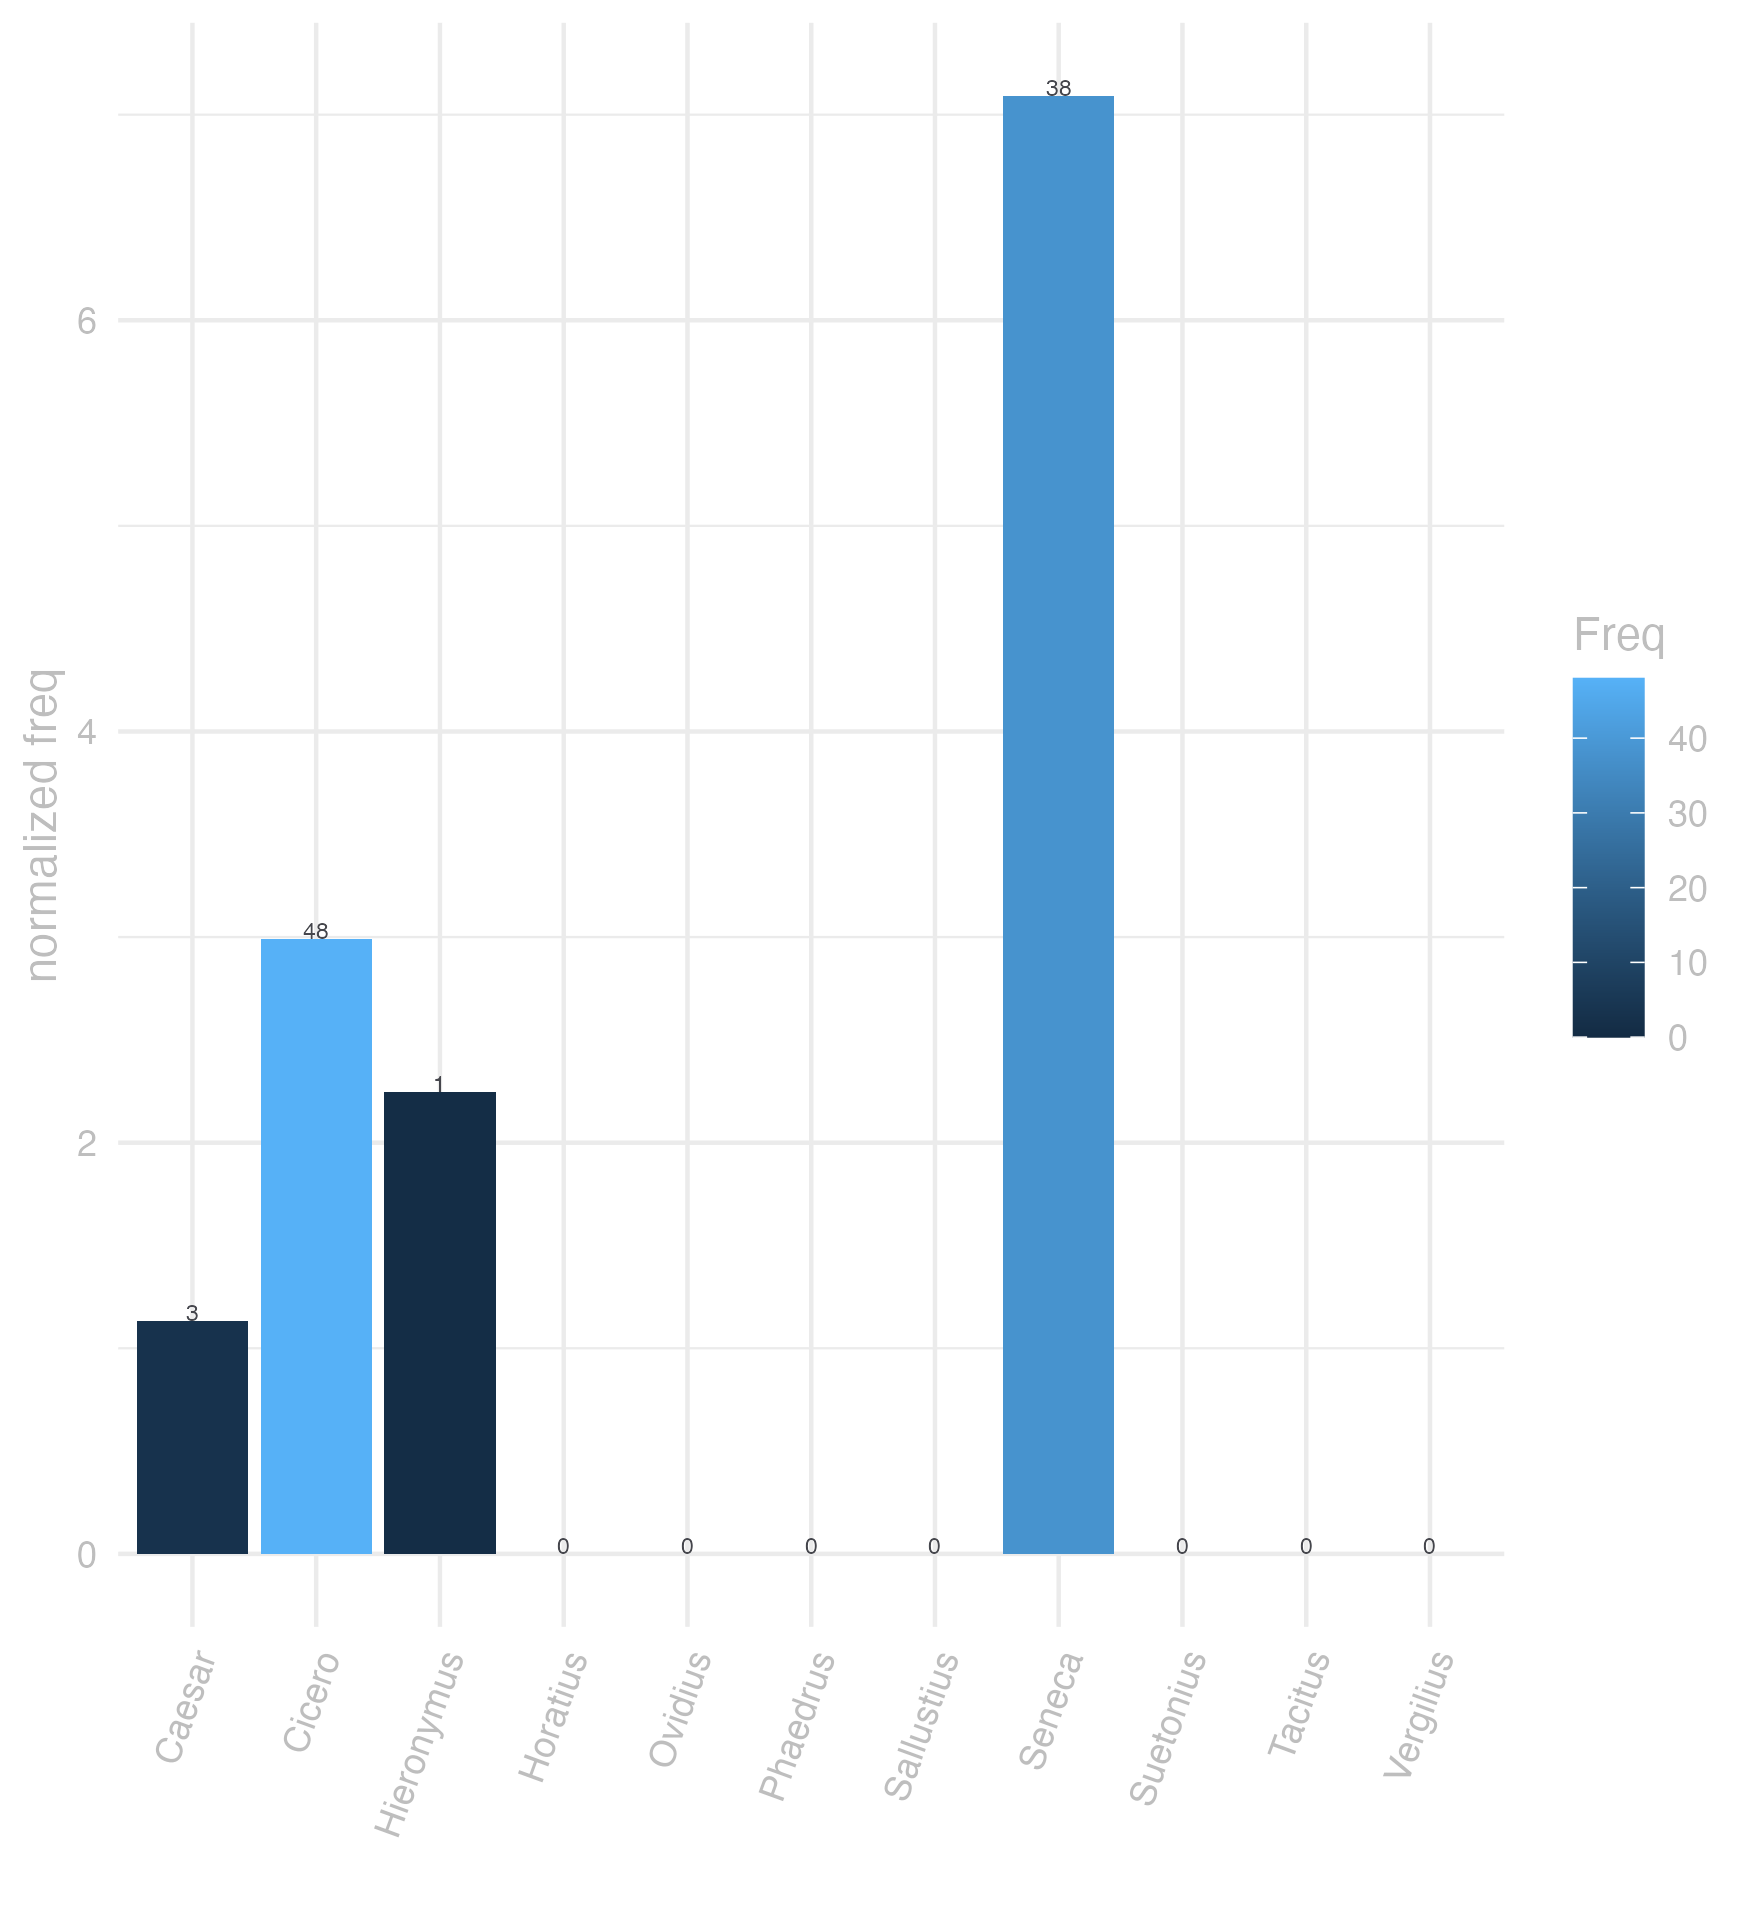 38
6
Freq
normalized freq
4
40
30
20
10
0
48
1
2
3
0
0
0
0
0
0
0
0
Caesar
Cicero
Hieronymus
Horatius
Ovidius
Phaedrus
Sallustius
Seneca
Suetonius
Tacitus
Vergilius